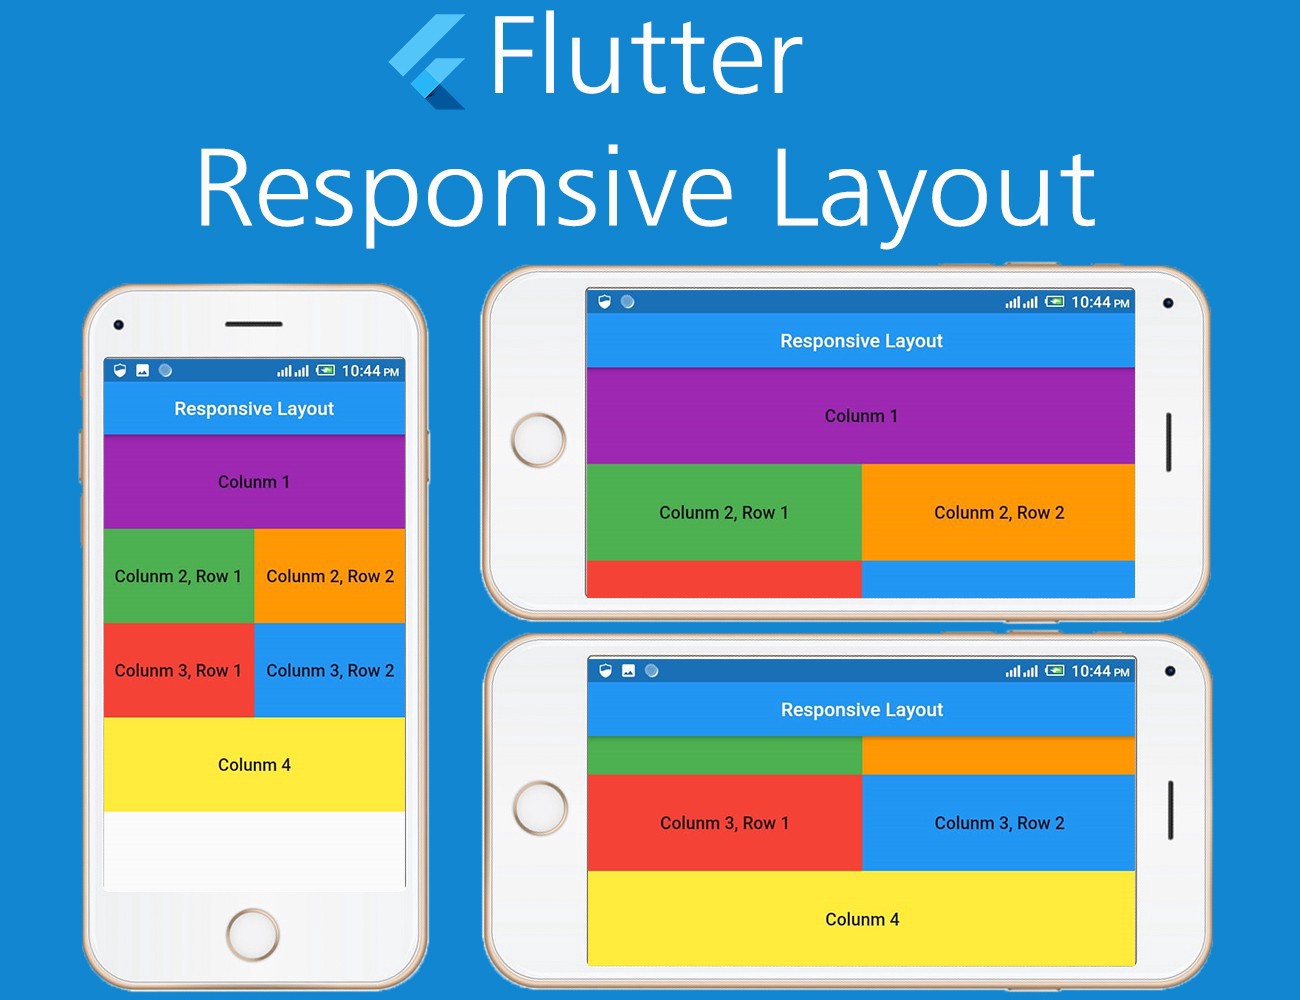 Flutter
Responsive Layout
10:44 PM
Responsive Layout
Colunm 1
Colunm 2, Row 1
Colunm 2, Row 2
Colunm 3, Row 1
Colunm 3, Row 2
Colunm 4
10:44 PM
Responsive Layout
Colunm 1
Colunm 2, Row 1
Colunm 2, Row 2
10:44 PM
Responsive Layout
Colunm 3, Row 1
Colunm 3, Row 2
Colunm 4